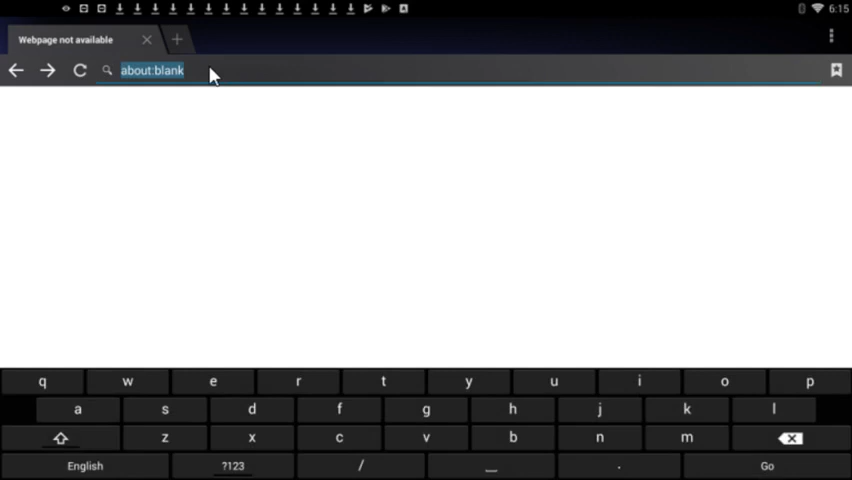 6:15
Webpage not available
about:blank
q w e r t y u i o p
a s d f g h j k l
z x c v b n m
English ?123 / . Go